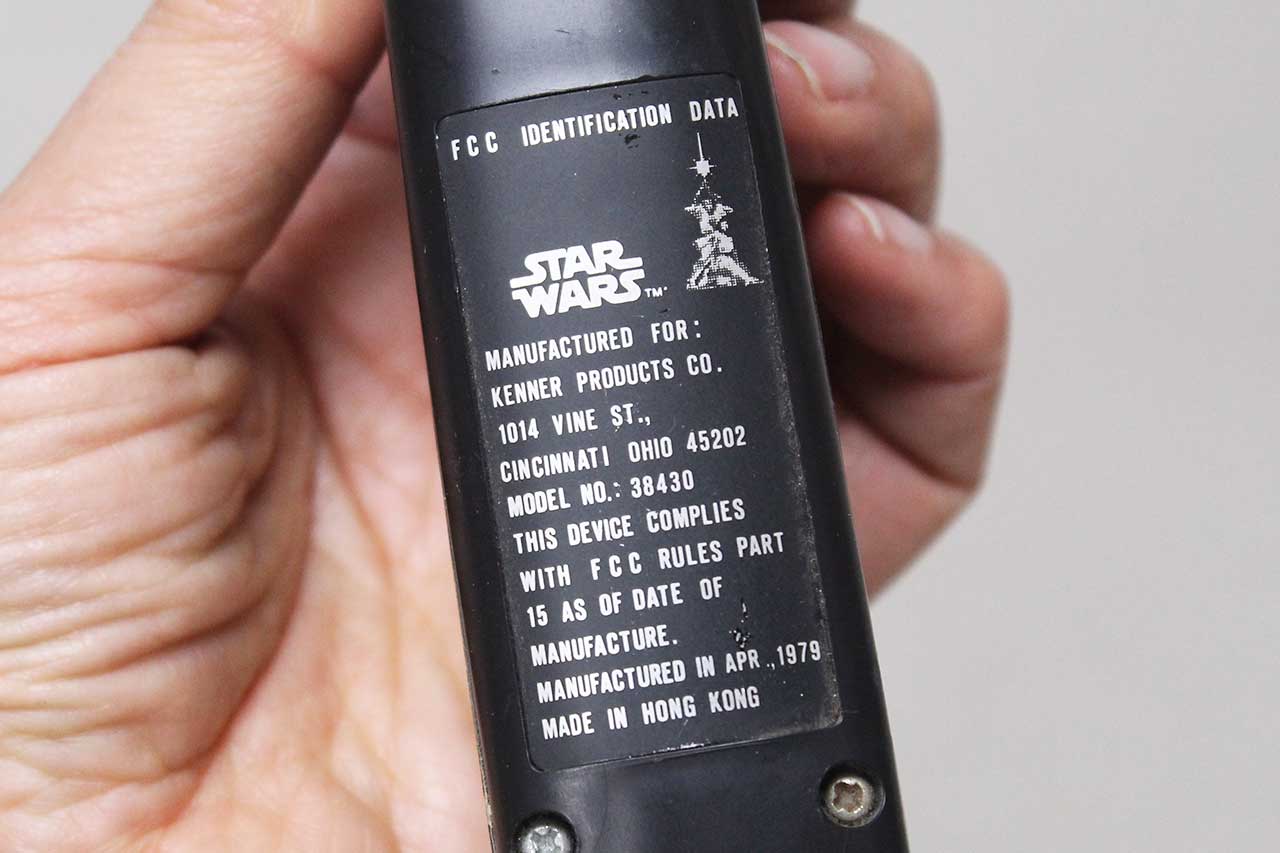 FCC IDENTIFICATION DATA
STAR
WARS™
MANUFACTURED FOR:
KENNER PRODUCTS CO.
1014 VINE ST.,
CINCINNATI OHIO 45202
MODEL NO.: 38430
THIS DEVICE COMPLIES
WITH FCC RULES PART
15 AS OF DATE OF
MANUFACTURE.
MANUFACTURED IN APR.,1979
MADE IN HONG KONG